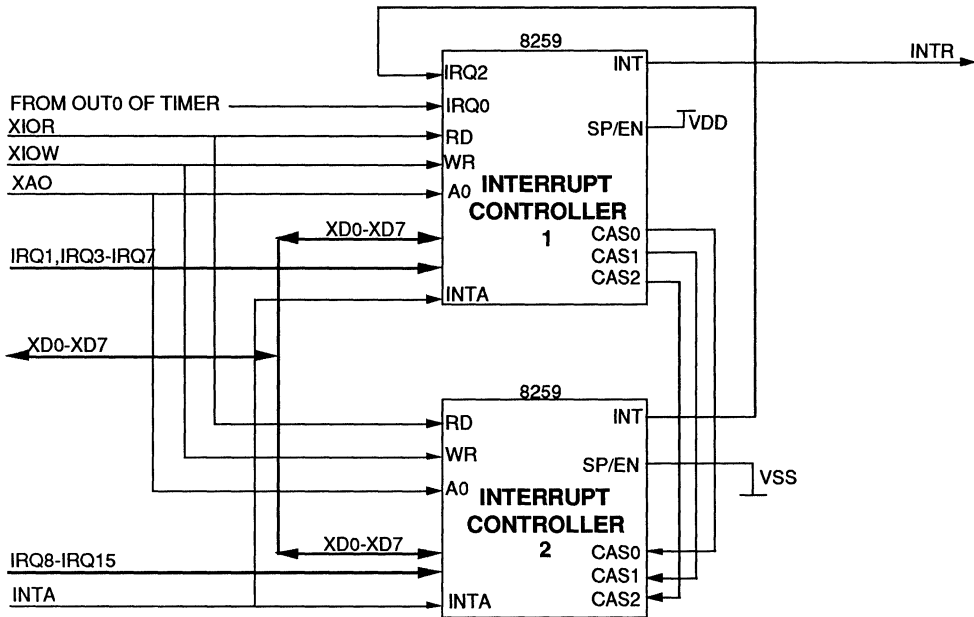 8259
INTR
INT
IRQ2
FROM OUT0 OF TIMER
IRQ0
XIOR
RD
SP/EN
VDD
XIOW
WR
XAO
A0
INTERRUPT
CONTROLLER
1
XD0-XD7
CAS0
CAS1
CAS2
IRQ1,IRQ3-IRQ7
INTA
XD0-XD7
8259
INT
RD
WR
SP/EN
VSS
A0
INTERRUPT
CONTROLLER
2
XD0-XD7
CAS0
CAS1
CAS2
IRQ8-IRQ15
INTA
INTA